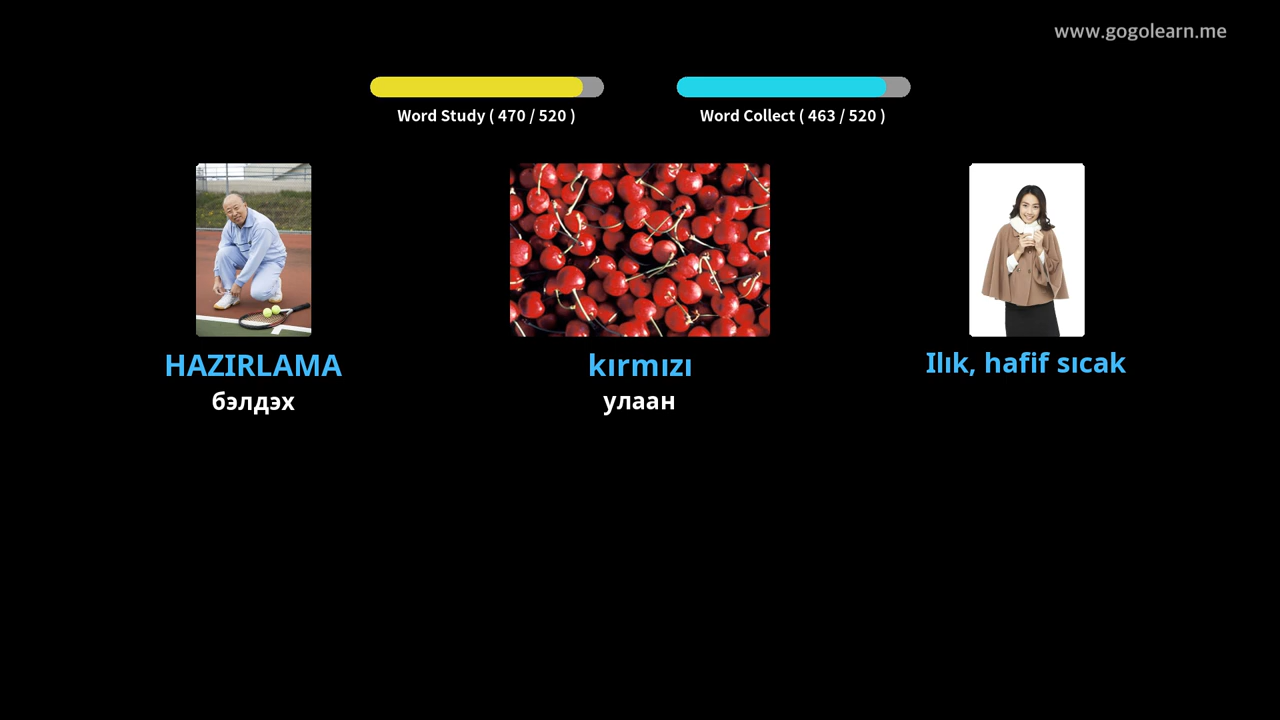 www.gogolearn.me
Word Study ( 470 / 520 )
Word Collect ( 463 / 520 )
HAZIRLAMA
бэлдэх
kırmızı
улаан
Ilık, hafif sıcak